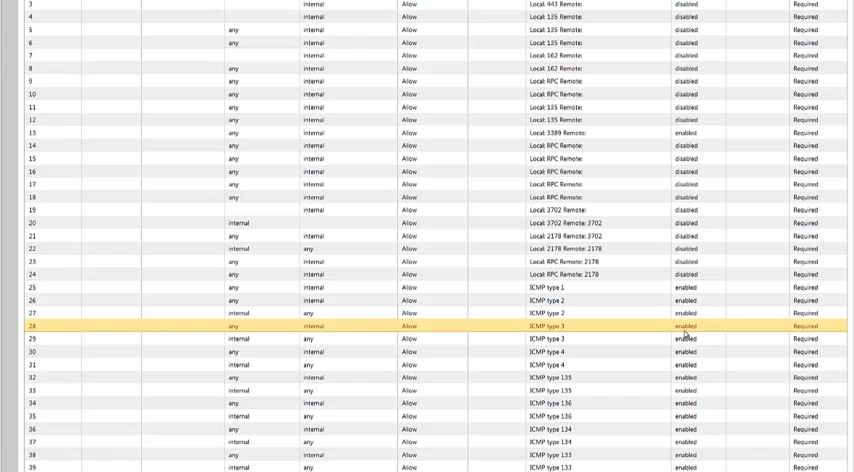 3 internal Allow Local: 443 Remote: disabled Required
4 internal Allow Local: 135 Remote: disabled Required
5 any internal Allow Local: 135 Remote: disabled Required
6 any internal Allow Local: 135 Remote: disabled Required
7 internal Allow Local: 162 Remote: disabled Required
8 any internal Allow Local: 162 Remote: disabled Required
9 any internal Allow Local: RPC Remote: disabled Required
10 any internal Allow Local: RPC Remote: disabled Required
11 any internal Allow Local: 135 Remote: disabled Required
12 any internal Allow Local: 135 Remote: disabled Required
13 any internal Allow Local: 3389 Remote: enabled Required
14 any internal Allow Local: RPC Remote: disabled Required
15 any internal Allow Local: RPC Remote: disabled Required
16 any internal Allow Local: RPC Remote: disabled Required
17 any internal Allow Local: RPC Remote: disabled Required
18 any internal Allow Local: RPC Remote: disabled Required
19 internal Allow Local: 3702 Remote: disabled Required
20 internal Allow Local: 3702 Remote: 3702 disabled Required
21 any internal Allow Local: 2178 Remote: 3702 disabled Required
22 internal any Allow Local: 2178 Remote: 2178 disabled Required
23 any internal Allow Local: RPC Remote: 2178 disabled Required
24 any internal Allow Local: RPC Remote: 2178 disabled Required
25 any internal Allow ICMP type 1 enabled Required
26 any internal Allow ICMP type 2 enabled Required
27 internal any Allow ICMP type 2 enabled Required
28 any internal Allow ICMP type 3 enabled Required
29 internal any Allow ICMP type 3 enabled Required
30 any internal Allow ICMP type 4 enabled Required
31 internal any Allow ICMP type 4 enabled Required
32 any internal Allow ICMP type 135 enabled Required
33 internal any Allow ICMP type 135 enabled Required
34 any internal Allow ICMP type 136 enabled Required
35 internal any Allow ICMP type 136 enabled Required
36 any internal Allow ICMP type 134 enabled Required
37 internal any Allow ICMP type 134 enabled Required
38 any internal Allow ICMP type 133 enabled Required
39 internal any Allow ICMP type 133 enabled Required